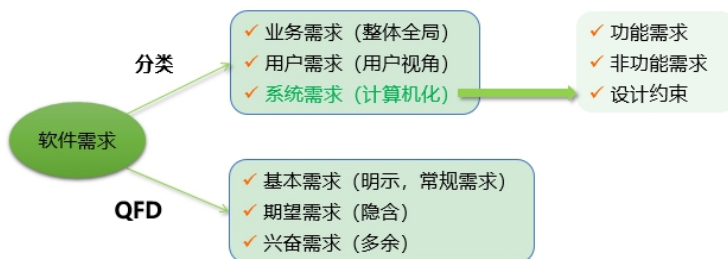 软件需求
分类
业务需求（整体全局）
用户需求（用户视角）
系统需求（计算机化）
功能需求
非功能需求
设计约束
QFD
基本需求（明示，常规需求）
期望需求（隐含）
兴奋需求（多余）